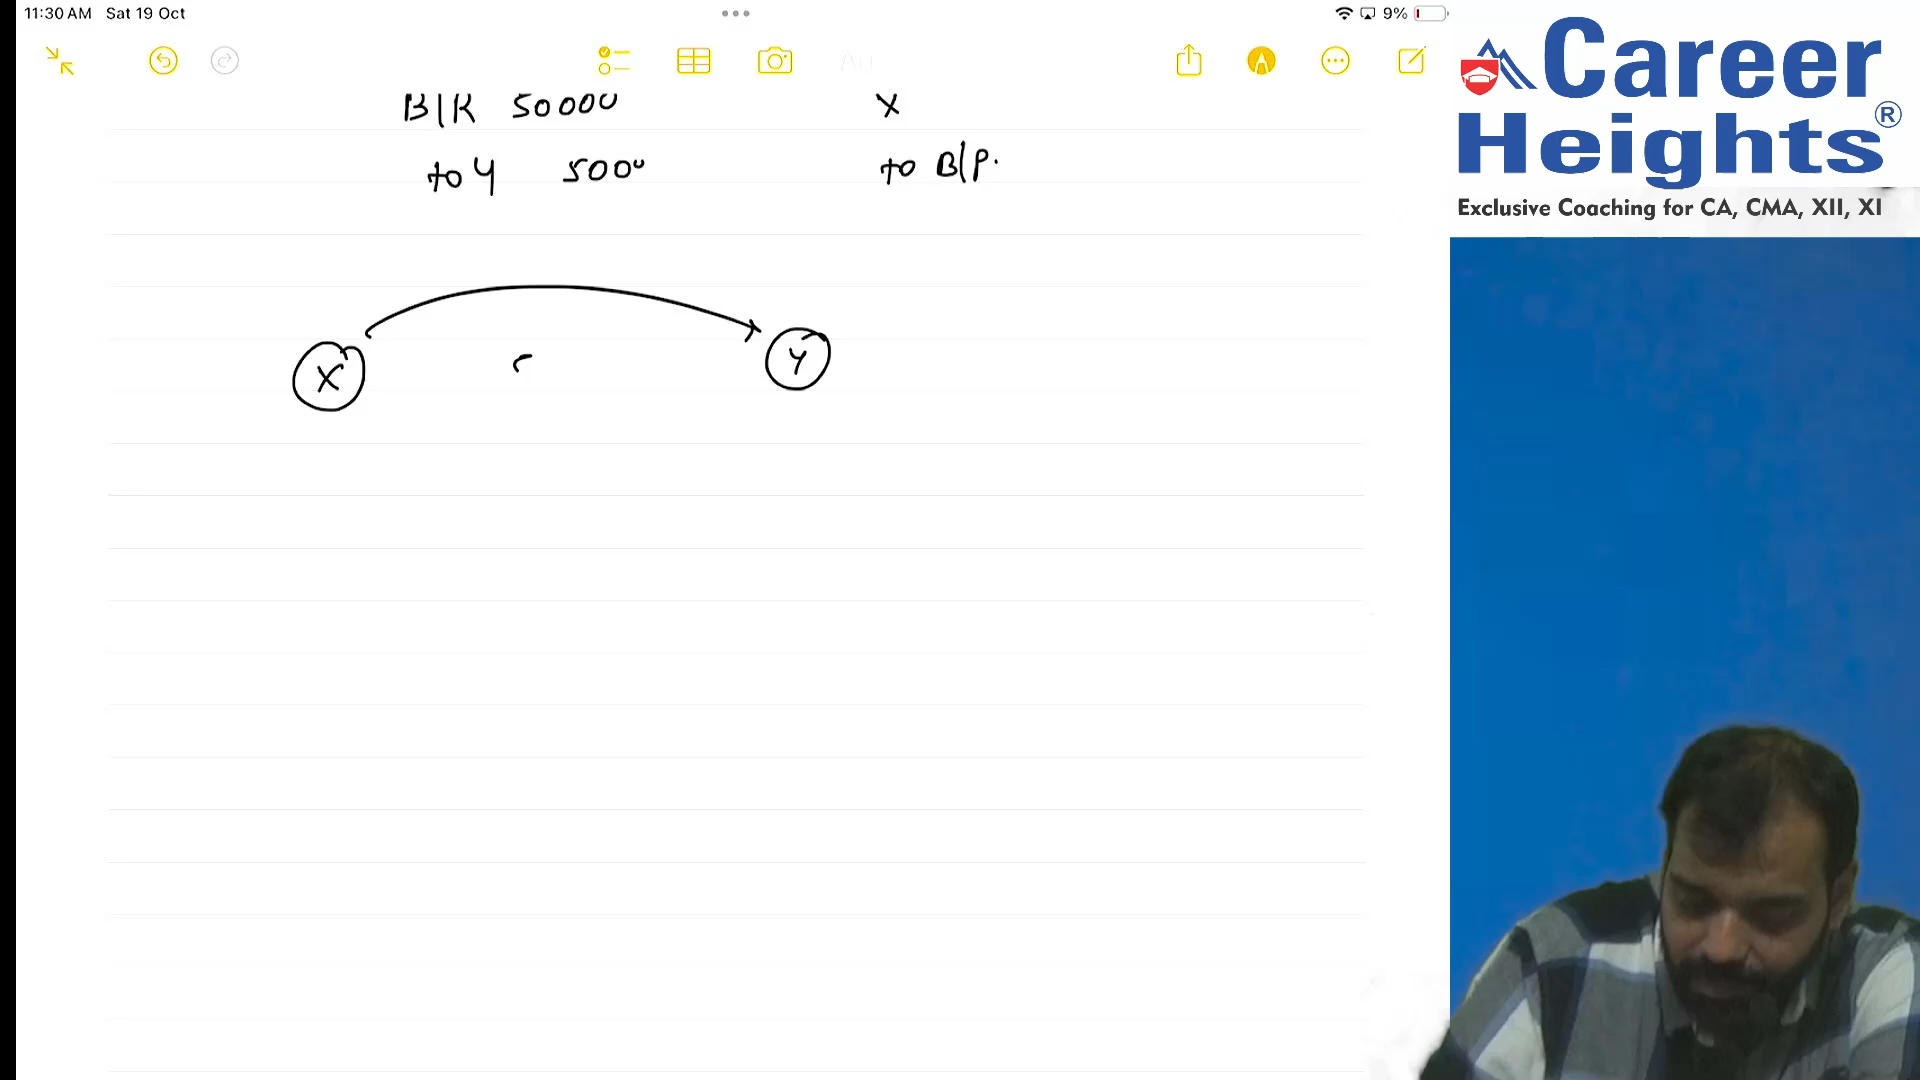 11:30 AM Sat 19 Oct
9%
B/R 50000 X
to Y 5000 to B/P.
X Y
Career
Heights®
Exclusive Coaching for CA, CMA, XII, XI